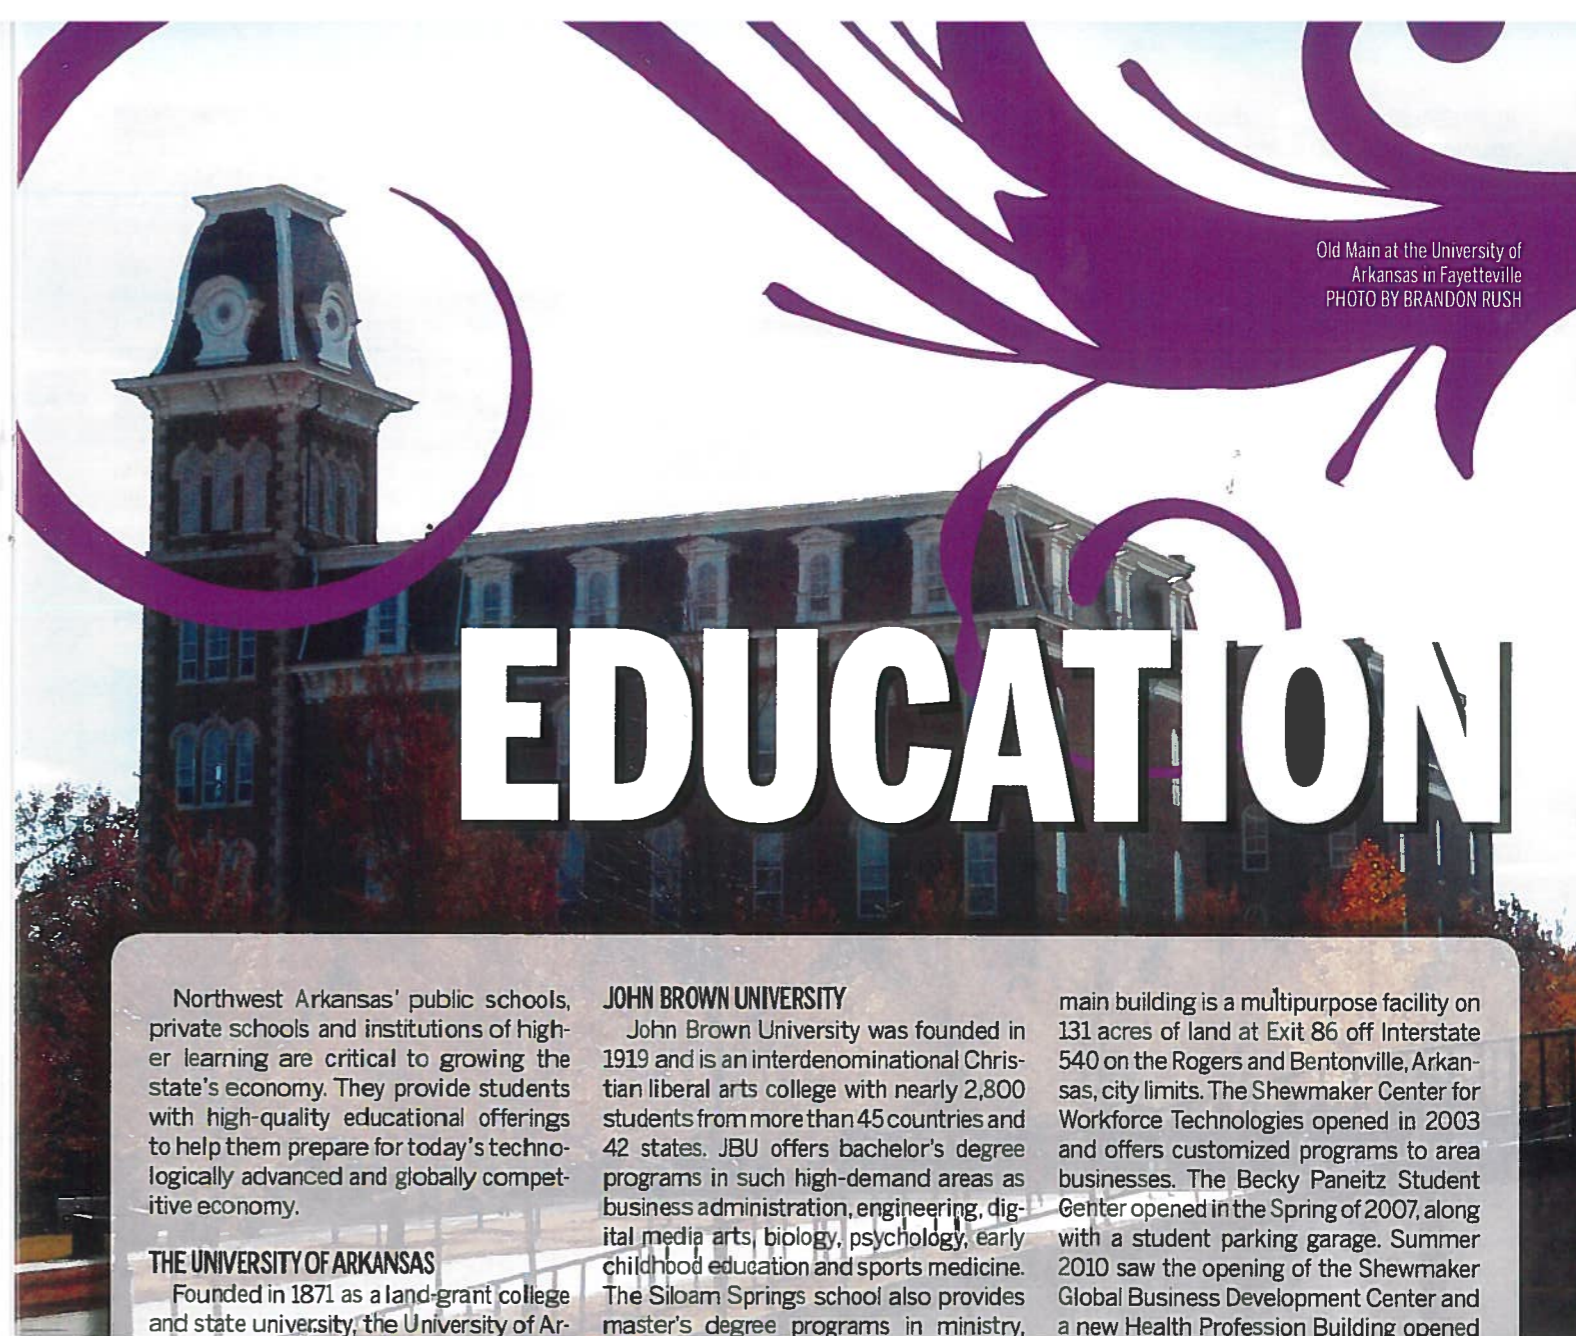 Old Main at the University of
Arkansas in Fayetteville
PHOTO BY BRANDON RUSH
EDUCATION
Northwest Arkansas' public schools,
private schools and institutions of high-
er learning are critical to growing the
state's economy. They provide students
with high-quality educational offerings
to help them prepare for today's techno-
logically advanced and globally compet-
itive economy.
THE UNIVERSITY OF ARKANSAS
Founded in 1871 as a land-grant college
and state university, the University of Ar-
JOHN BROWN UNIVERSITY
John Brown University was founded in
1919 and is an interdenominational Chris-
tian liberal arts college with nearly 2,800
students from more than 45 countries and
42 states. JBU offers bachelor's degree
programs in such high-demand areas as
business administration, engineering, dig-
ital media arts, biology, psychology, early
childhood education and sports medicine.
The Siloam Springs school also provides
master's degree programs in ministry,
main building is a multipurpose facility on
131 acres of land at Exit 86 off Interstate
540 on the Rogers and Bentonville, Arkan-
sas, city limits. The Shewmaker Center for
Workforce Technologies opened in 2003
and offers customized programs to area
businesses. The Becky Paneitz Student
Center opened in the Spring of 2007, along
with a student parking garage. Summer
2010 saw the opening of the Shewmaker
Global Business Development Center and
a new Health Profession Building opened